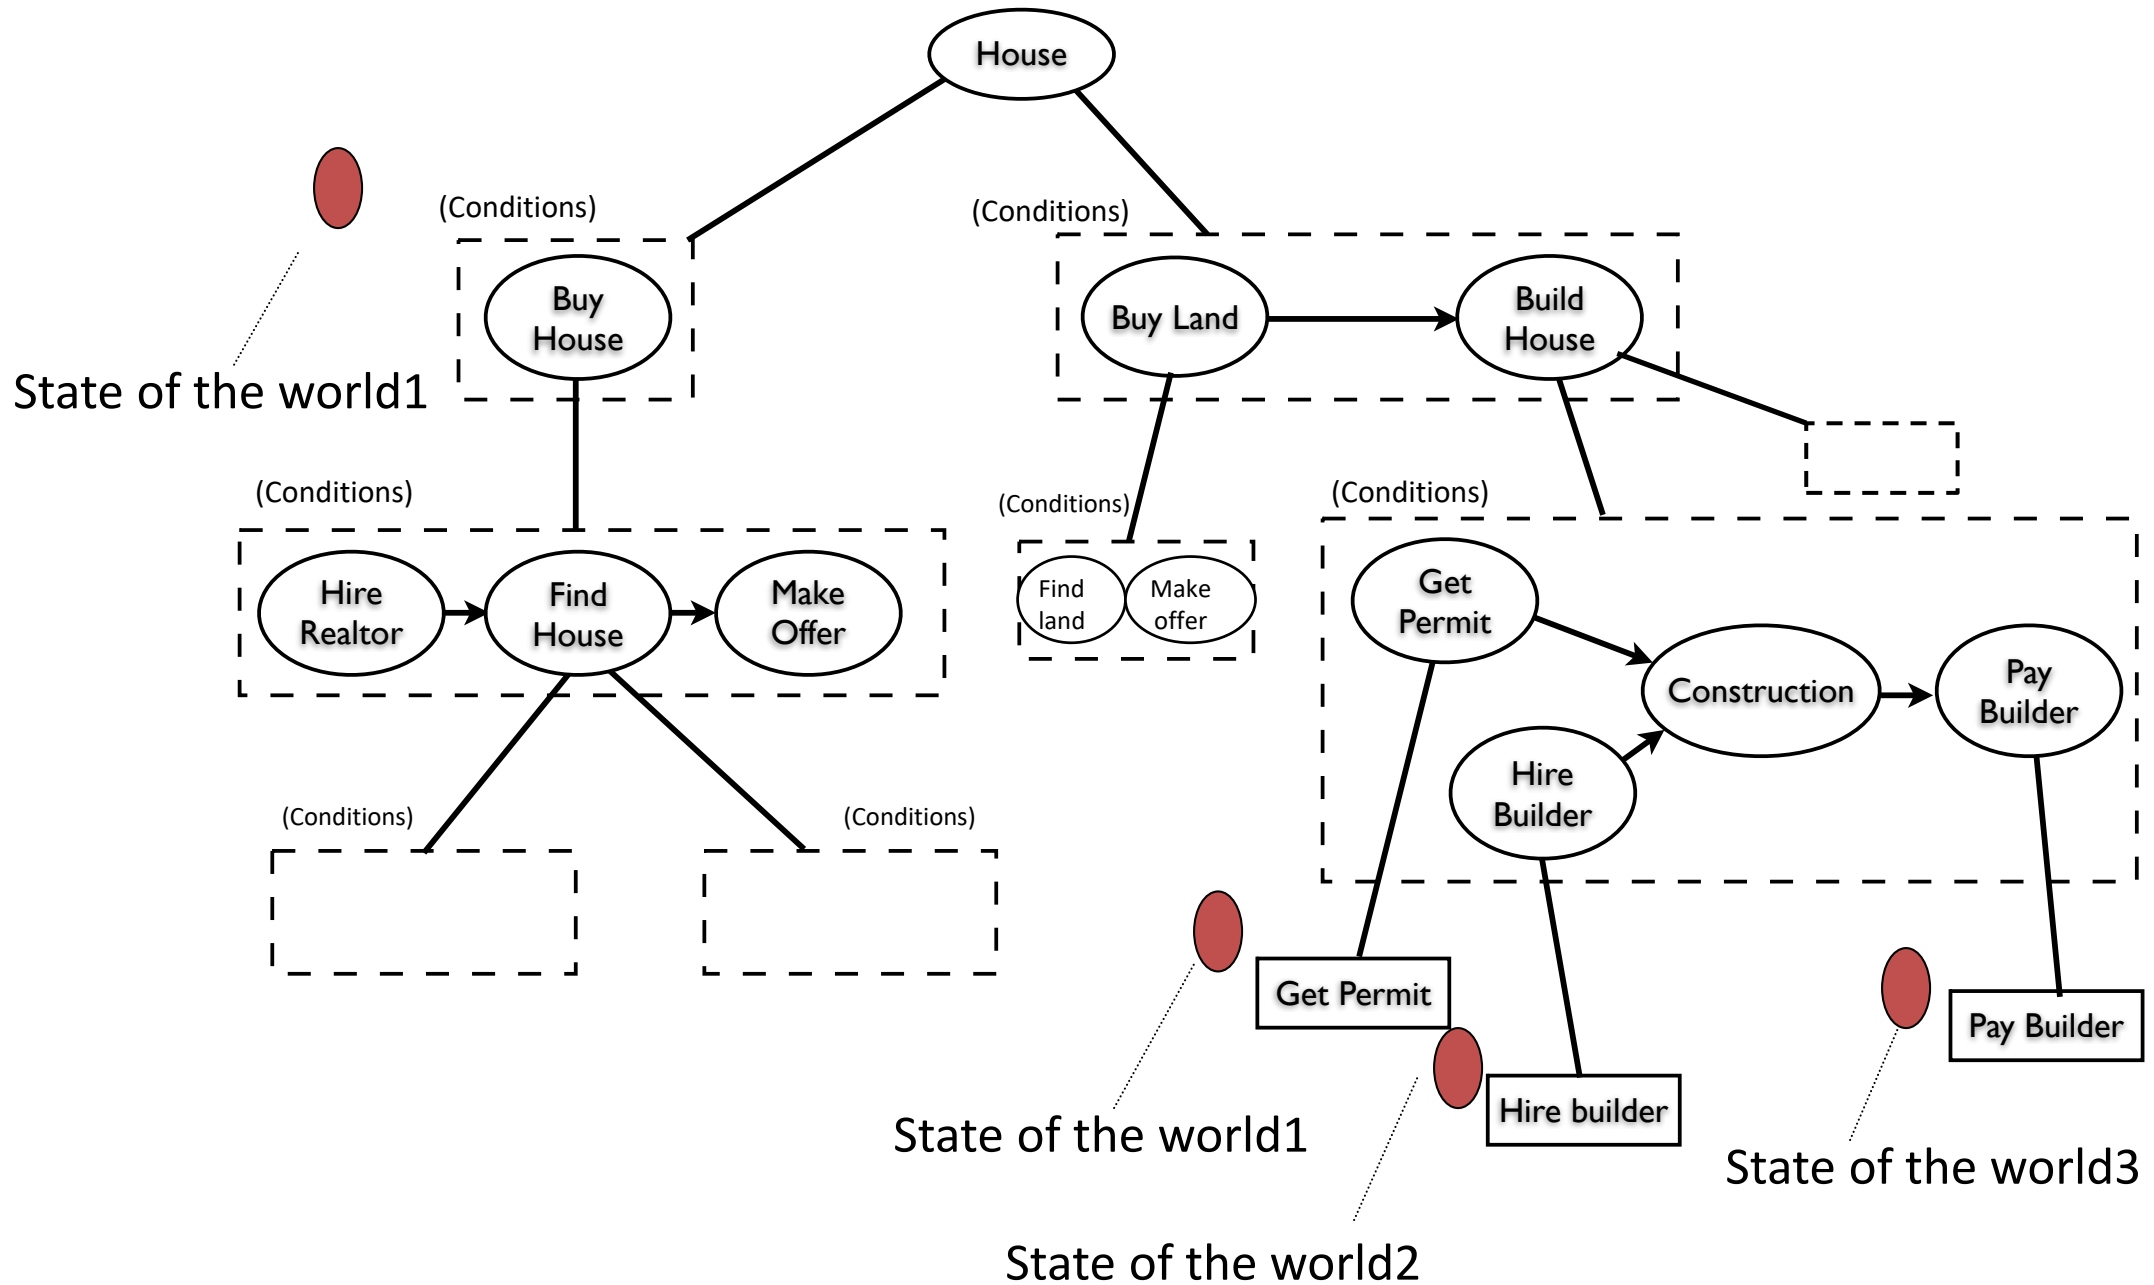 House
(Conditions)
(Conditions)
Buy
House
Buy Land
Build
House
State of the world1
(Conditions)
(Conditions)
(Conditions)
Hire
Realtor
Find
House
Make
Offer
Find
land
Make
offer
Get
Permit
Construction
Pay
Builder
Hire
Builder
(Conditions)
(Conditions)
Get Permit
Pay Builder
Hire builder
State of the world1
State of the world3
State of the world2